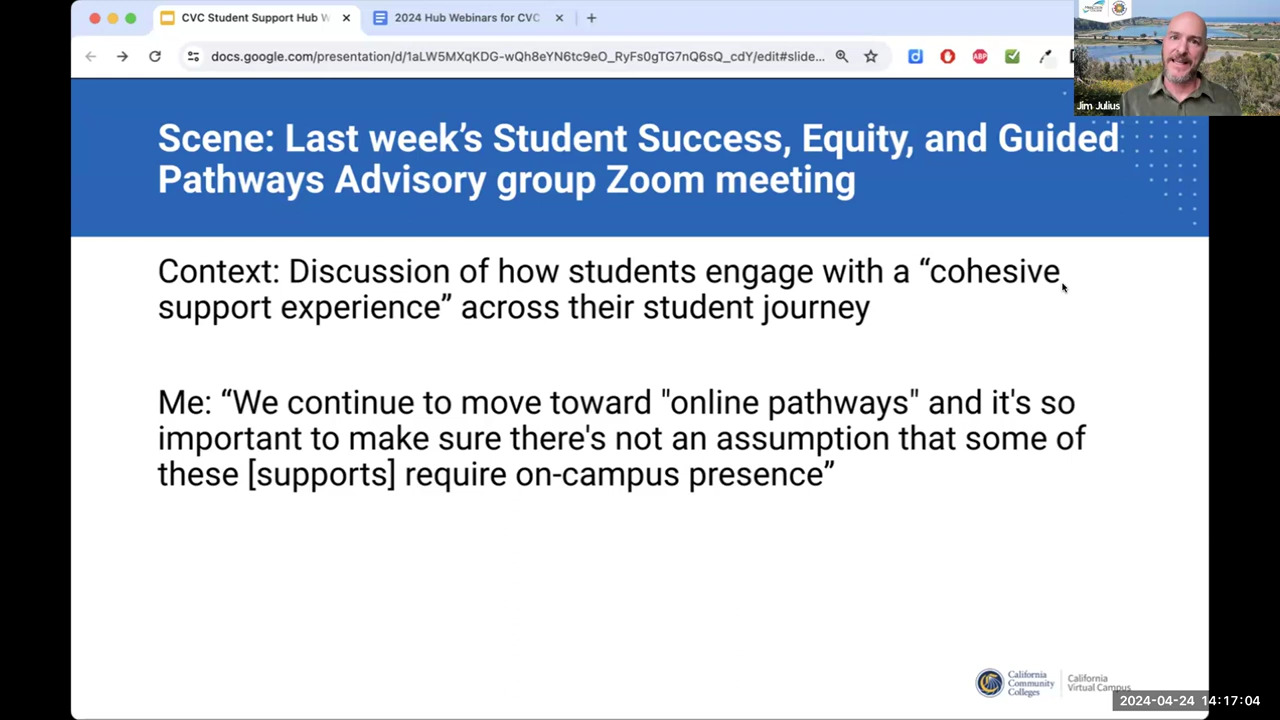 CVC Student Support Hub W
2024 Hub Webinars for CVC
docs.google.com/presentation/d/1aLW5MXqKDG-wQh8eYN6tc9eO_RyFs0gTG7nQ6sQ_cdY/edit#slide...
ABP
Jim Julius
Scene: Last week’s Student Success, Equity, and Guided
Pathways Advisory group Zoom meeting
Context: Discussion of how students engage with a “cohesive
support experience” across their student journey
Me: “We continue to move toward "online pathways" and it's so
important to make sure there's not an assumption that some of
these [supports] require on-campus presence”
California
Community
Colleges
California
Virtual Campus
2024-04-24 14:17:04